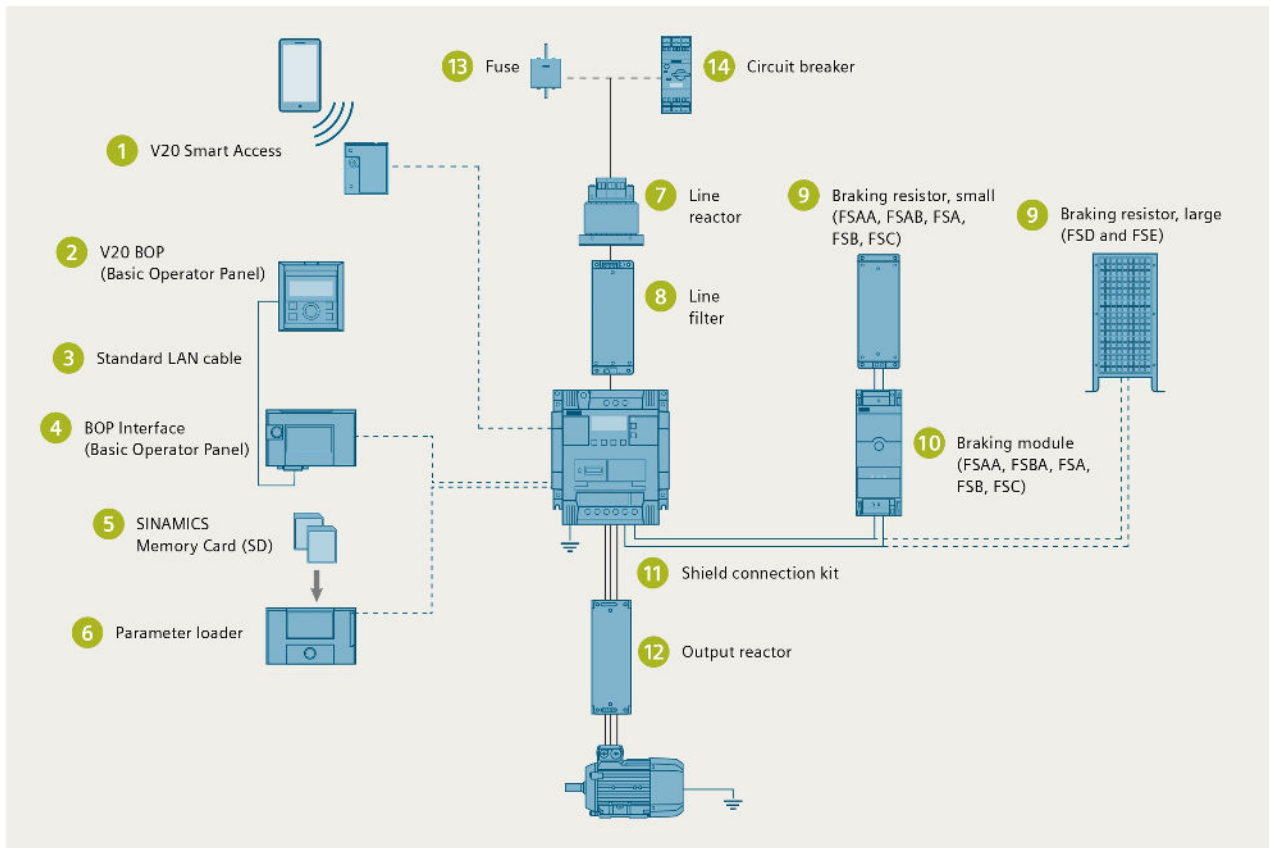 13 Fuse
14 Circuit breaker
1 V20 Smart Access
7 Line
reactor
9 Braking resistor, small
(FSAA, FSAB, FSA,
FSB, FSC)
9 Braking resistor, large
(FSD and FSE)
2 V20 BOP
(Basic Operator Panel)
8 Line
filter
3 Standard LAN cable
4 BOP Interface
(Basic Operator Panel)
10 Braking module
(FSAA, FSBA, FSA,
FSB, FSC)
5 SINAMICS
Memory Card (SD)
11 Shield connection kit
6 Parameter loader
12 Output reactor